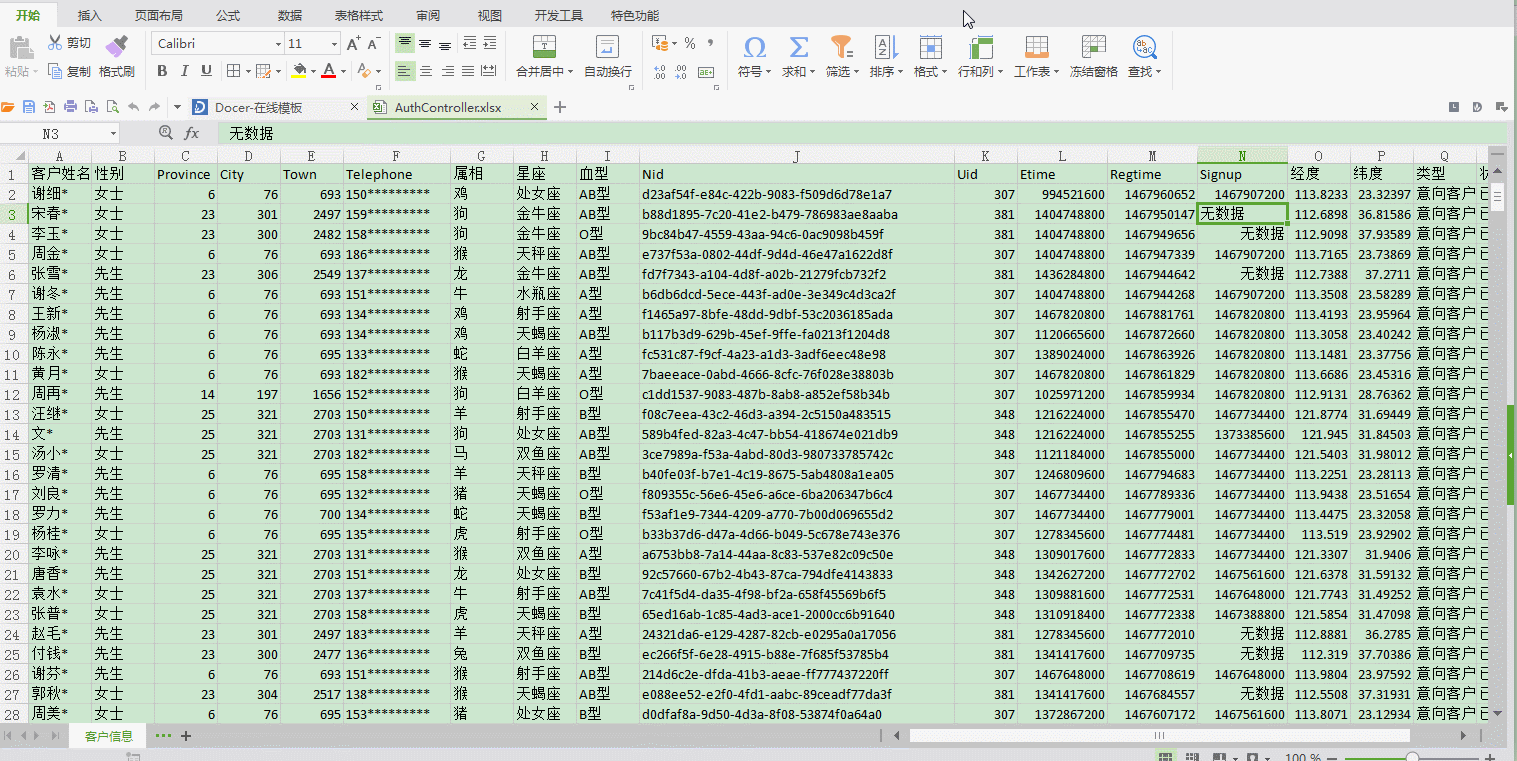 开始 插入 页面布局 公式 数据 表格样式 审阅 视图 开发工具 特色功能
粘贴 剪切 复制 格式刷 Calibri 11 B I U 合并居中 自动换行 符号 求和 筛选 排序 格式 行和列 工作表 冻结窗格 查找
Docer-在线模板 AuthController.xlsx
N3 fx 无数据
A B C D E F G H I J K L M N O P Q
1 客户姓名 性别 Province City Town Telephone 属相 星座 血型 Nid Uid Etime Regtime Signup 经度 纬度 类型
2 谢细* 女士 6 76 693 150********* 鸡 处女座 AB型 d23af54f-e84c-422b-9083-f509d6d78e1a7 307 994521600 1467960652 1467907200 113.8233 23.32397 意向客户
3 宋春* 女士 23 301 2497 159********* 狗 金牛座 AB型 b88d1895-7c20-41e2-b479-786983ae8aaba 381 1404748800 1467950147 无数据 112.6898 36.81586 意向客户
4 李玉* 女士 23 300 2482 158********* 狗 金牛座 O型 9bc84b47-4559-43aa-94c6-0ac9098b459f 381 1404748800 1467949656 无数据 112.9098 37.93589 意向客户
5 周金* 女士 6 76 693 186********* 猴 天秤座 AB型 e737f53a-0802-44df-9d4d-46e47a1622d8f 307 1404748800 1467947339 1467907200 113.7165 23.73869 意向客户
6 张雪* 先生 23 306 2549 137********* 龙 金牛座 AB型 fd7f7343-a104-4d8f-a02b-21279fcb732f2 381 1436284800 1467944642 无数据 112.7388 37.2711 意向客户
7 谢冬* 先生 6 76 693 151********* 牛 水瓶座 A型 b6db6dcd-5ece-443f-ad0e-3e349c4d3ca2f 307 1404748800 1467944268 1467907200 113.3508 23.58289 意向客户
8 王新* 先生 6 76 693 134********* 鸡 射手座 A型 f1465a97-8bfe-48dd-9dbf-53c2036185ada 307 1467820800 1467881761 1467820800 113.4193 23.95964 意向客户
9 杨淑* 先生 6 76 693 134********* 鸡 天蝎座 AB型 b117b3d9-629b-45ef-9ffe-fa0213f1204d8 307 1120665600 1467872660 1467820800 113.3058 23.40242 意向客户
10 陈永* 先生 6 76 695 133********* 蛇 白羊座 A型 fc531c87-f9cf-4a23-a1d3-3adf6eec48e98 307 1389024000 1467863926 1467820800 113.1481 23.37756 意向客户
11 黄月* 女士 6 76 693 182********* 猴 天蝎座 A型 7baeeace-0abd-4666-8cfc-76f028e38803b 307 1467820800 1467861829 1467820800 113.6686 23.45316 意向客户
12 周再* 先生 14 197 1656 152********* 狗 白羊座 O型 c1dd1537-9083-487b-8ab8-a852ef58b34b 307 1025971200 1467859934 1467820800 112.9131 28.76362 意向客户
13 汪继* 女士 25 321 2703 150********* 羊 射手座 B型 f08c7eea-43c2-46d3-a394-2c5150a483515 348 1216224000 1467855470 1467734400 121.8774 31.69449 意向客户
14 文* 先生 25 321 2703 131********* 狗 处女座 AB型 589b4fed-82a3-4c47-bb54-418674e021db9 348 1216224000 1467855255 1373385600 121.945 31.84503 意向客户
15 汤小* 女士 25 321 2703 182********* 马 双鱼座 AB型 3ce7989a-f53a-4abd-80d3-980733785742c 348 1121184000 1467855000 1467734400 121.5403 31.98012 意向客户
16 罗清* 先生 6 76 695 158********* 羊 天秤座 B型 b40fe03f-b7e1-4c19-8675-5ab4808a1ea05 307 1246809600 1467794683 1467734400 113.2251 23.28113 意向客户
17 刘良* 先生 6 76 695 132********* 猪 天蝎座 O型 f809355c-56e6-45e6-a6ce-6ba206347b6c4 307 1467734400 1467789336 1467734400 113.9438 23.51654 意向客户
18 罗力* 先生 6 76 700 134********* 蛇 天蝎座 B型 f53af1e9-7344-4209-a770-7b00d069655d2 307 1467734400 1467779001 1467734400 113.4475 23.32058 意向客户
19 杨桂* 女士 6 76 695 135********* 虎 射手座 O型 b33b37d6-d47a-4d66-b049-5c678e743e376 307 1278345600 1467774481 1467734400 113.519 23.92902 意向客户
20 李咏* 先生 25 321 2703 131********* 猴 双鱼座 A型 a6753bb8-7a14-44aa-8c83-537e82c09c50e 348 1309017600 1467772833 1467734400 121.3307 31.9406 意向客户
21 唐香* 先生 25 321 2703 151********* 龙 处女座 B型 92c57660-67b2-4b43-87ca-794dfe4143833 348 1342627200 1467772702 1467561600 121.6378 31.59132 意向客户
22 袁水* 女士 25 321 2703 137********* 牛 射手座 AB型 7c41f5d4-da35-4f98-bf2a-658f45569b6f5 348 1309881600 1467772531 1467648000 121.7743 31.49252 意向客户
23 张普* 女士 25 321 2703 158********* 虎 天蝎座 B型 65ed16ab-1c85-4ad3-ace1-2000cc6b91640 348 1310918400 1467772338 1467388800 121.5854 31.47098 意向客户
24 赵毛* 先生 23 301 2497 183********* 羊 天秤座 A型 24321da6-e129-4287-82cb-e0295a0a17056 381 1278345600 1467772010 无数据 112.8881 36.2785 意向客户
25 付钱* 先生 23 300 2477 136********* 兔 双鱼座 B型 ec266f5f-6e28-4915-b88e-7f685f53785b4 381 1341417600 1467709735 无数据 112.319 37.70386 意向客户
26 谢芬* 先生 6 76 693 151********* 猴 射手座 AB型 214d6c2e-dfda-41b3-aeae-ff777437220ff 307 1467648000 1467708619 1467648000 113.9804 23.97592 意向客户
27 郭秋* 女士 23 304 2517 138********* 猴 天蝎座 AB型 e088ee52-e2f0-4fd1-aabc-89ceadf77da3f 381 1341417600 1467684557 无数据 112.5508 37.31931 意向客户
28 周美* 女士 6 76 695 153********* 猪 处女座 B型 d0dfaf8a-9d50-4d3a-8f08-53874f0a64a0 307 1372867200 1467607172 1467561600 113.8071 23.12934 意向客户
客户信息
100 %